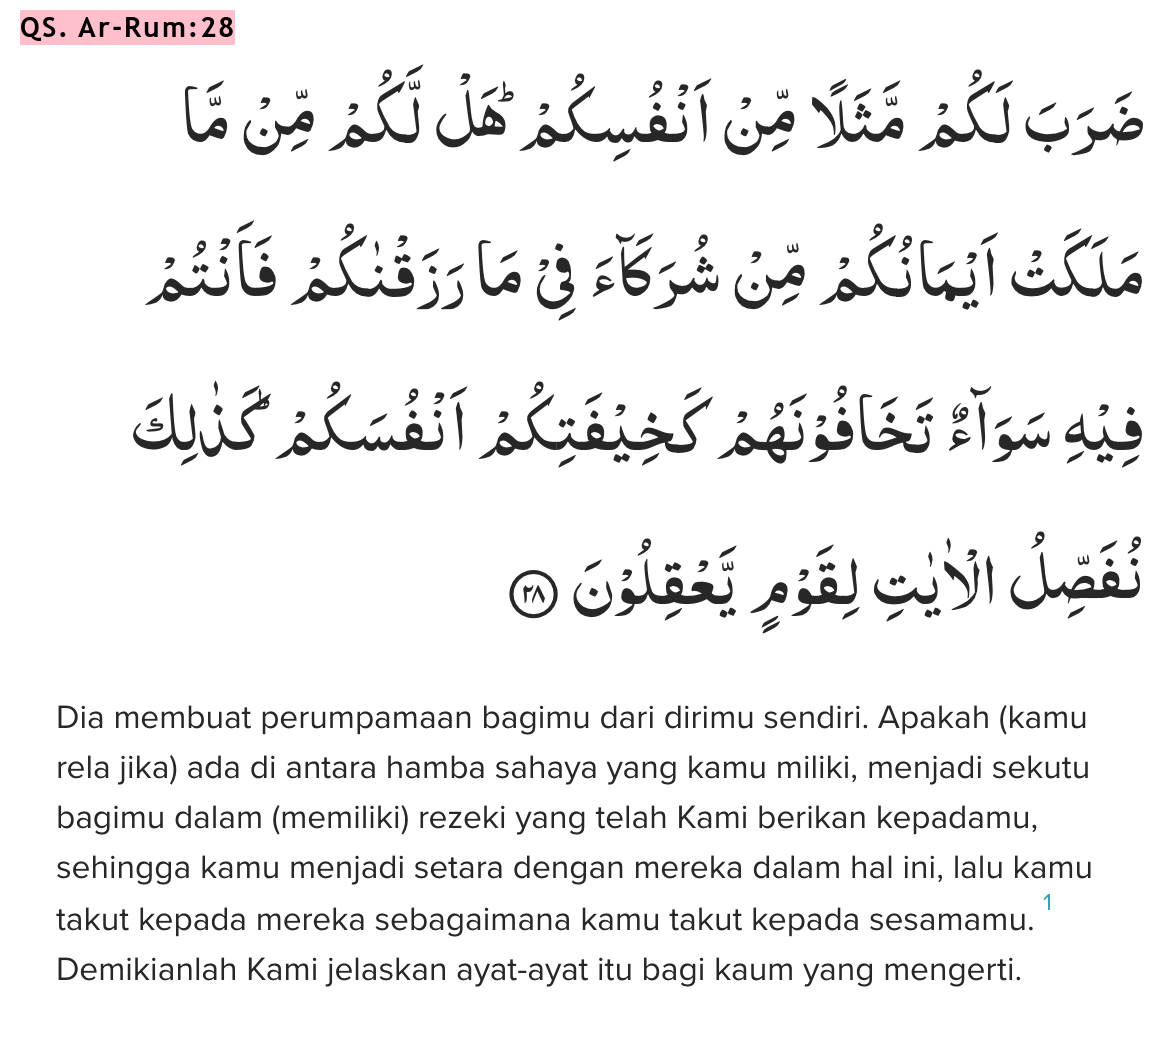 QS. Ar-Rum:28
ضَرَبَ لَكُمْ مَّثَلًا مِّنْ اَنْفُسِكُمْۗ هَلْ لَّكُمْ مِّنْ مَّا
مَلَكَتْ اَيْمَانُكُمْ مِّنْ شُرَكَاۤءَ فِيْ مَا رَزَقْنٰكُمْ فَاَنْتُمْ
فِيْهِ سَوَاۤءٌ تَخَافُوْنَهُمْ كَخِيْفَتِكُمْ اَنْفُسَكُمْۗ كَذٰلِكَ
نُفَصِّلُ الْاٰيٰتِ لِقَوْمٍ يَّعْقِلُوْنَ ٢٨
Dia membuat perumpamaan bagimu dari dirimu sendiri. Apakah (kamu
rela jika) ada di antara hamba sahaya yang kamu miliki, menjadi sekutu
bagimu dalam (memiliki) rezeki yang telah Kami berikan kepadamu,
sehingga kamu menjadi setara dengan mereka dalam hal ini, lalu kamu
takut kepada mereka sebagaimana kamu takut kepada sesamamu. 1
Demikianlah Kami jelaskan ayat-ayat itu bagi kaum yang mengerti.